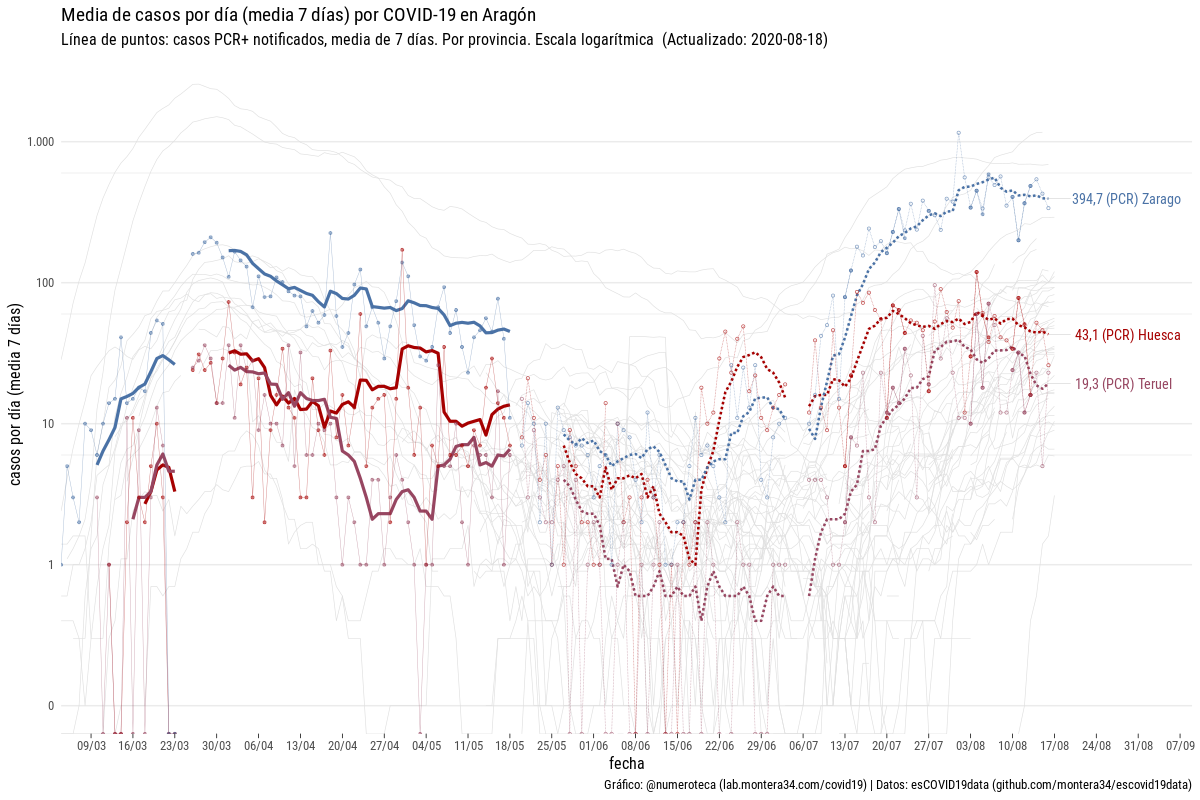 Media de casos por día (media 7 días) por COVID-19 en Aragón
Línea de puntos: casos PCR+ notificados, media de 7 días. Por provincia. Escala logarítmica  (Actualizado: 2020-08-18)
casos por día (media 7 días)
1.000
100
10
1
0
394,7 (PCR) Zarago
43,1 (PCR) Huesca
19,3 (PCR) Teruel
09/03 16/03 23/03 30/03 06/04 13/04 20/04 27/04 04/05 11/05 18/05 25/05 01/06 08/06 15/06 22/06 29/06 06/07 13/07 20/07 27/07 03/08 10/08 17/08 24/08 31/08 07/09
fecha
Gráfico: @numeroteca (lab.montera34.com/covid19) | Datos: esCOVID19data (github.com/montera34/escovid19data)